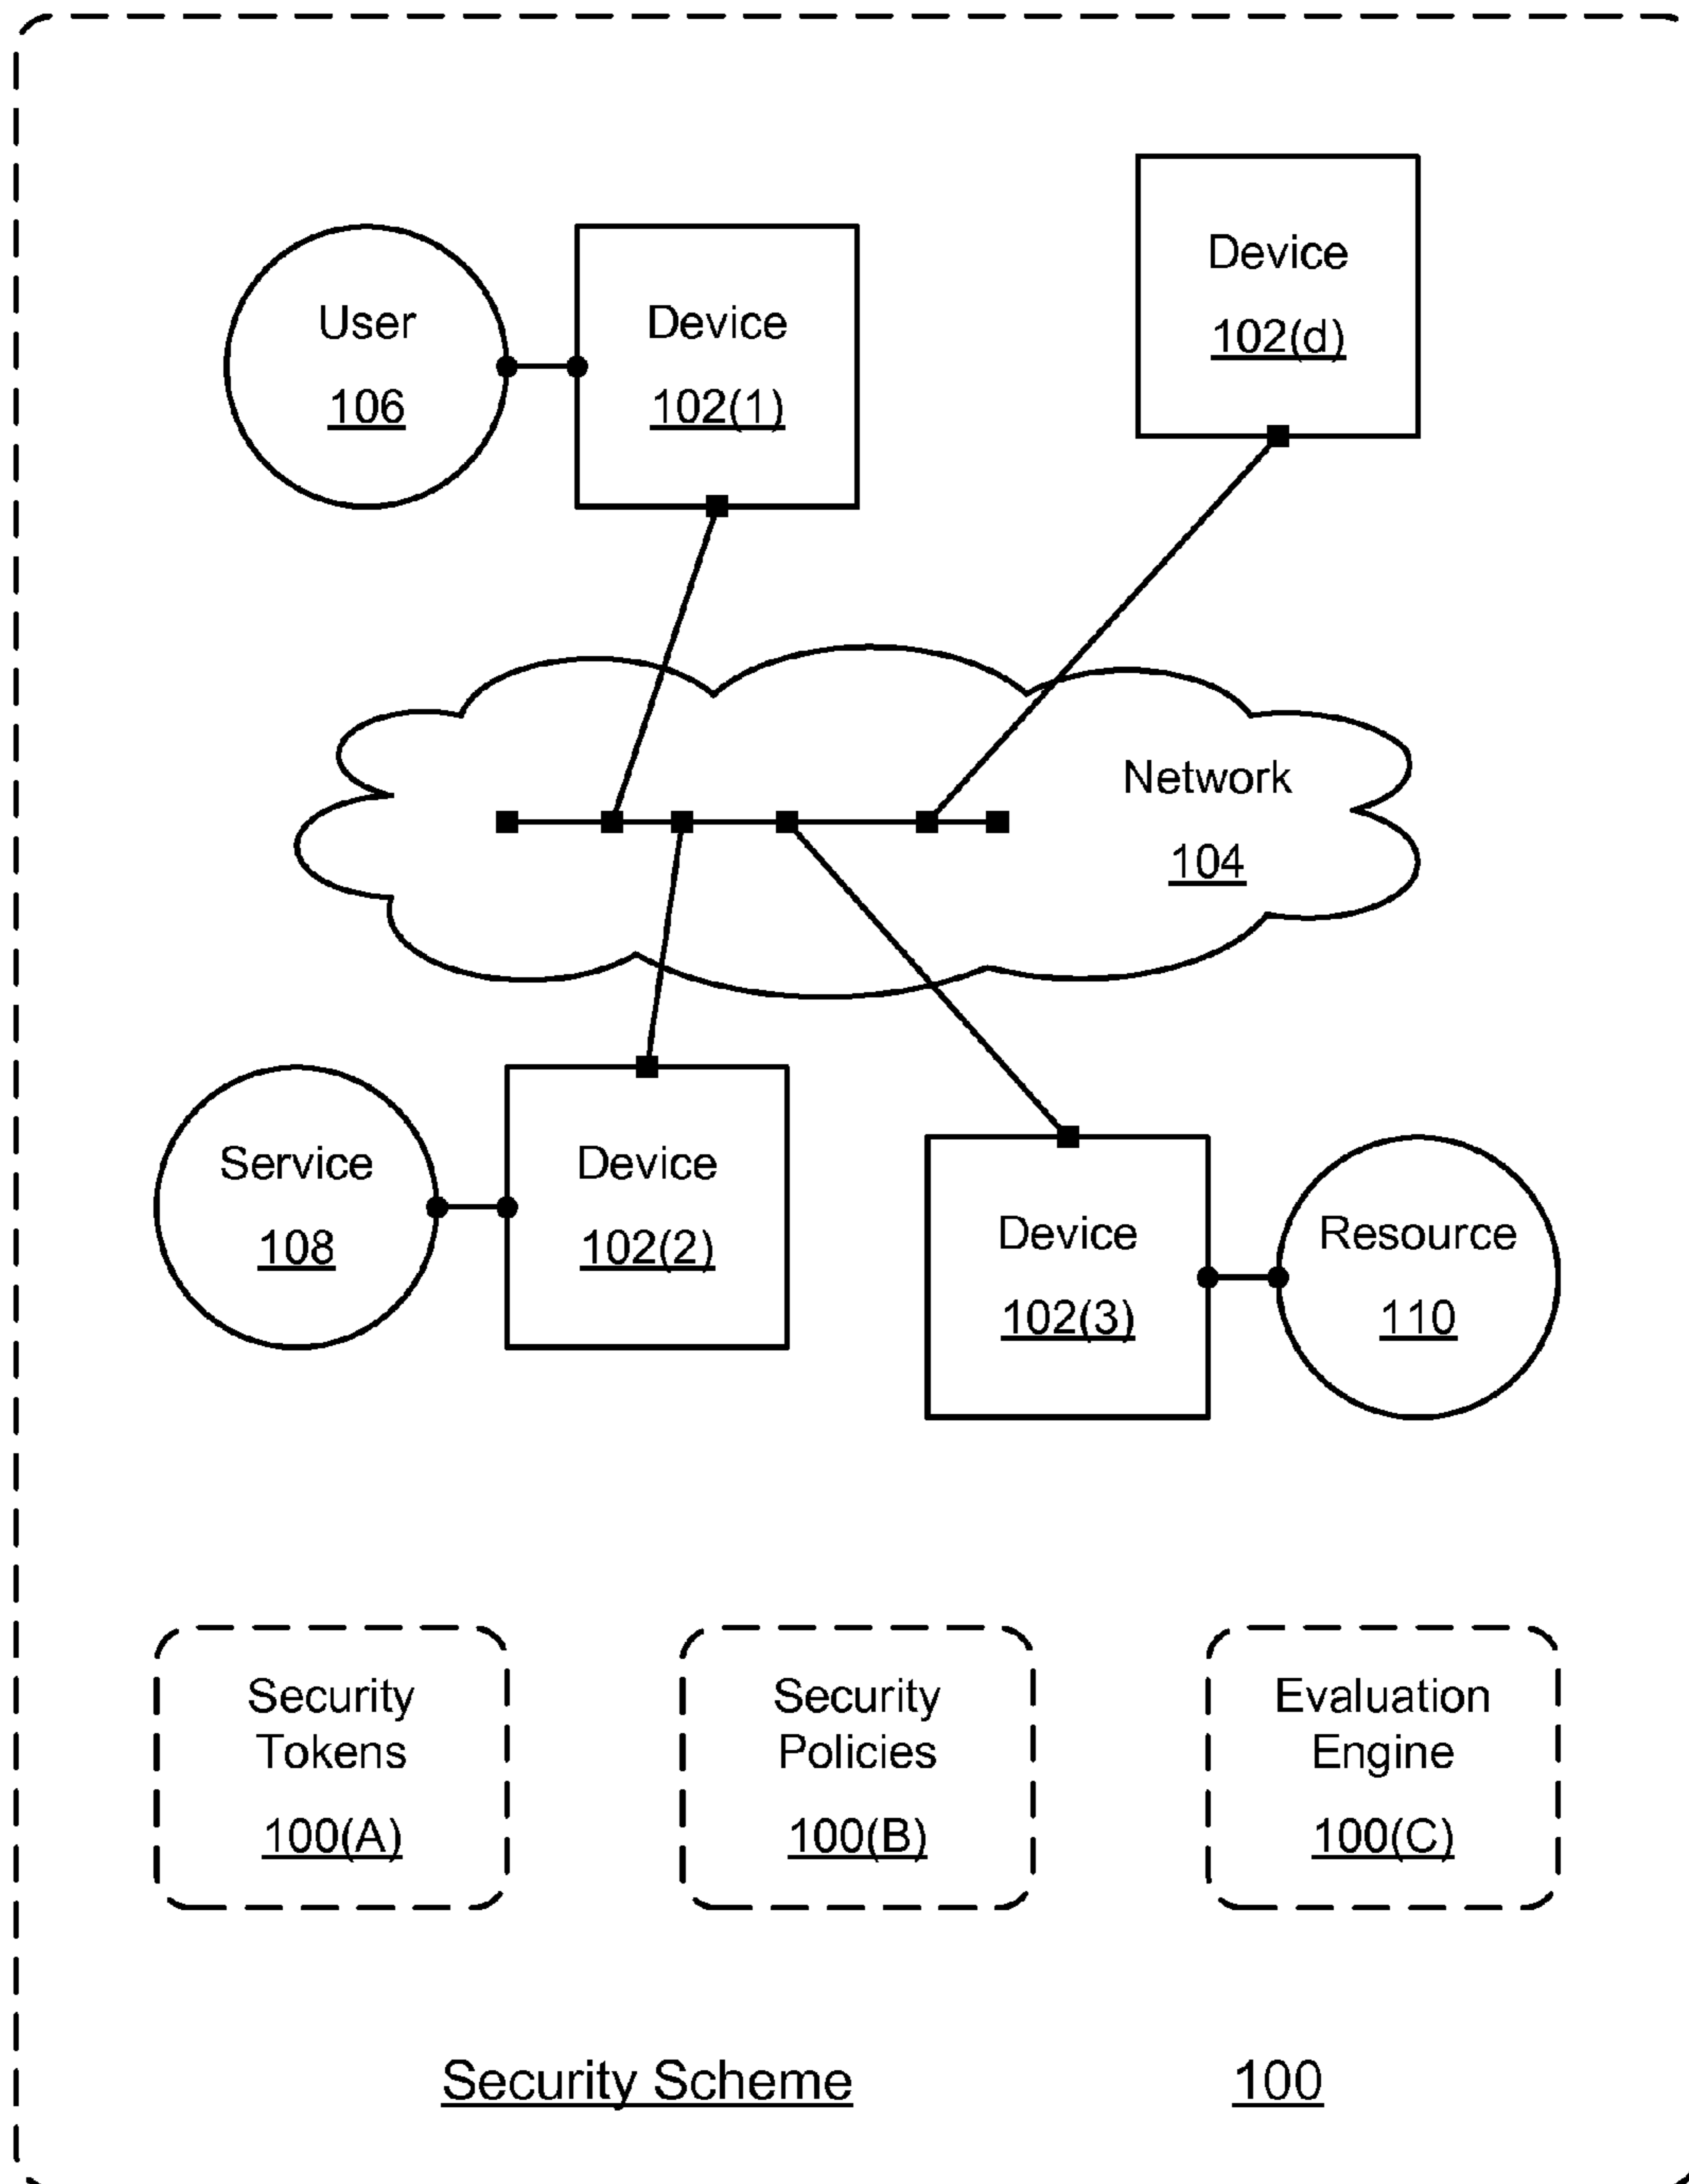 Device
102(d)
User
106
Device
102(1)
Network
104
Service
108
Device
102(2)
Device
102(3)
Resource
110
Security
Tokens
100(A)
Security
Policies
100(B)
Evaluation
Engine
100(C)
Security Scheme
100